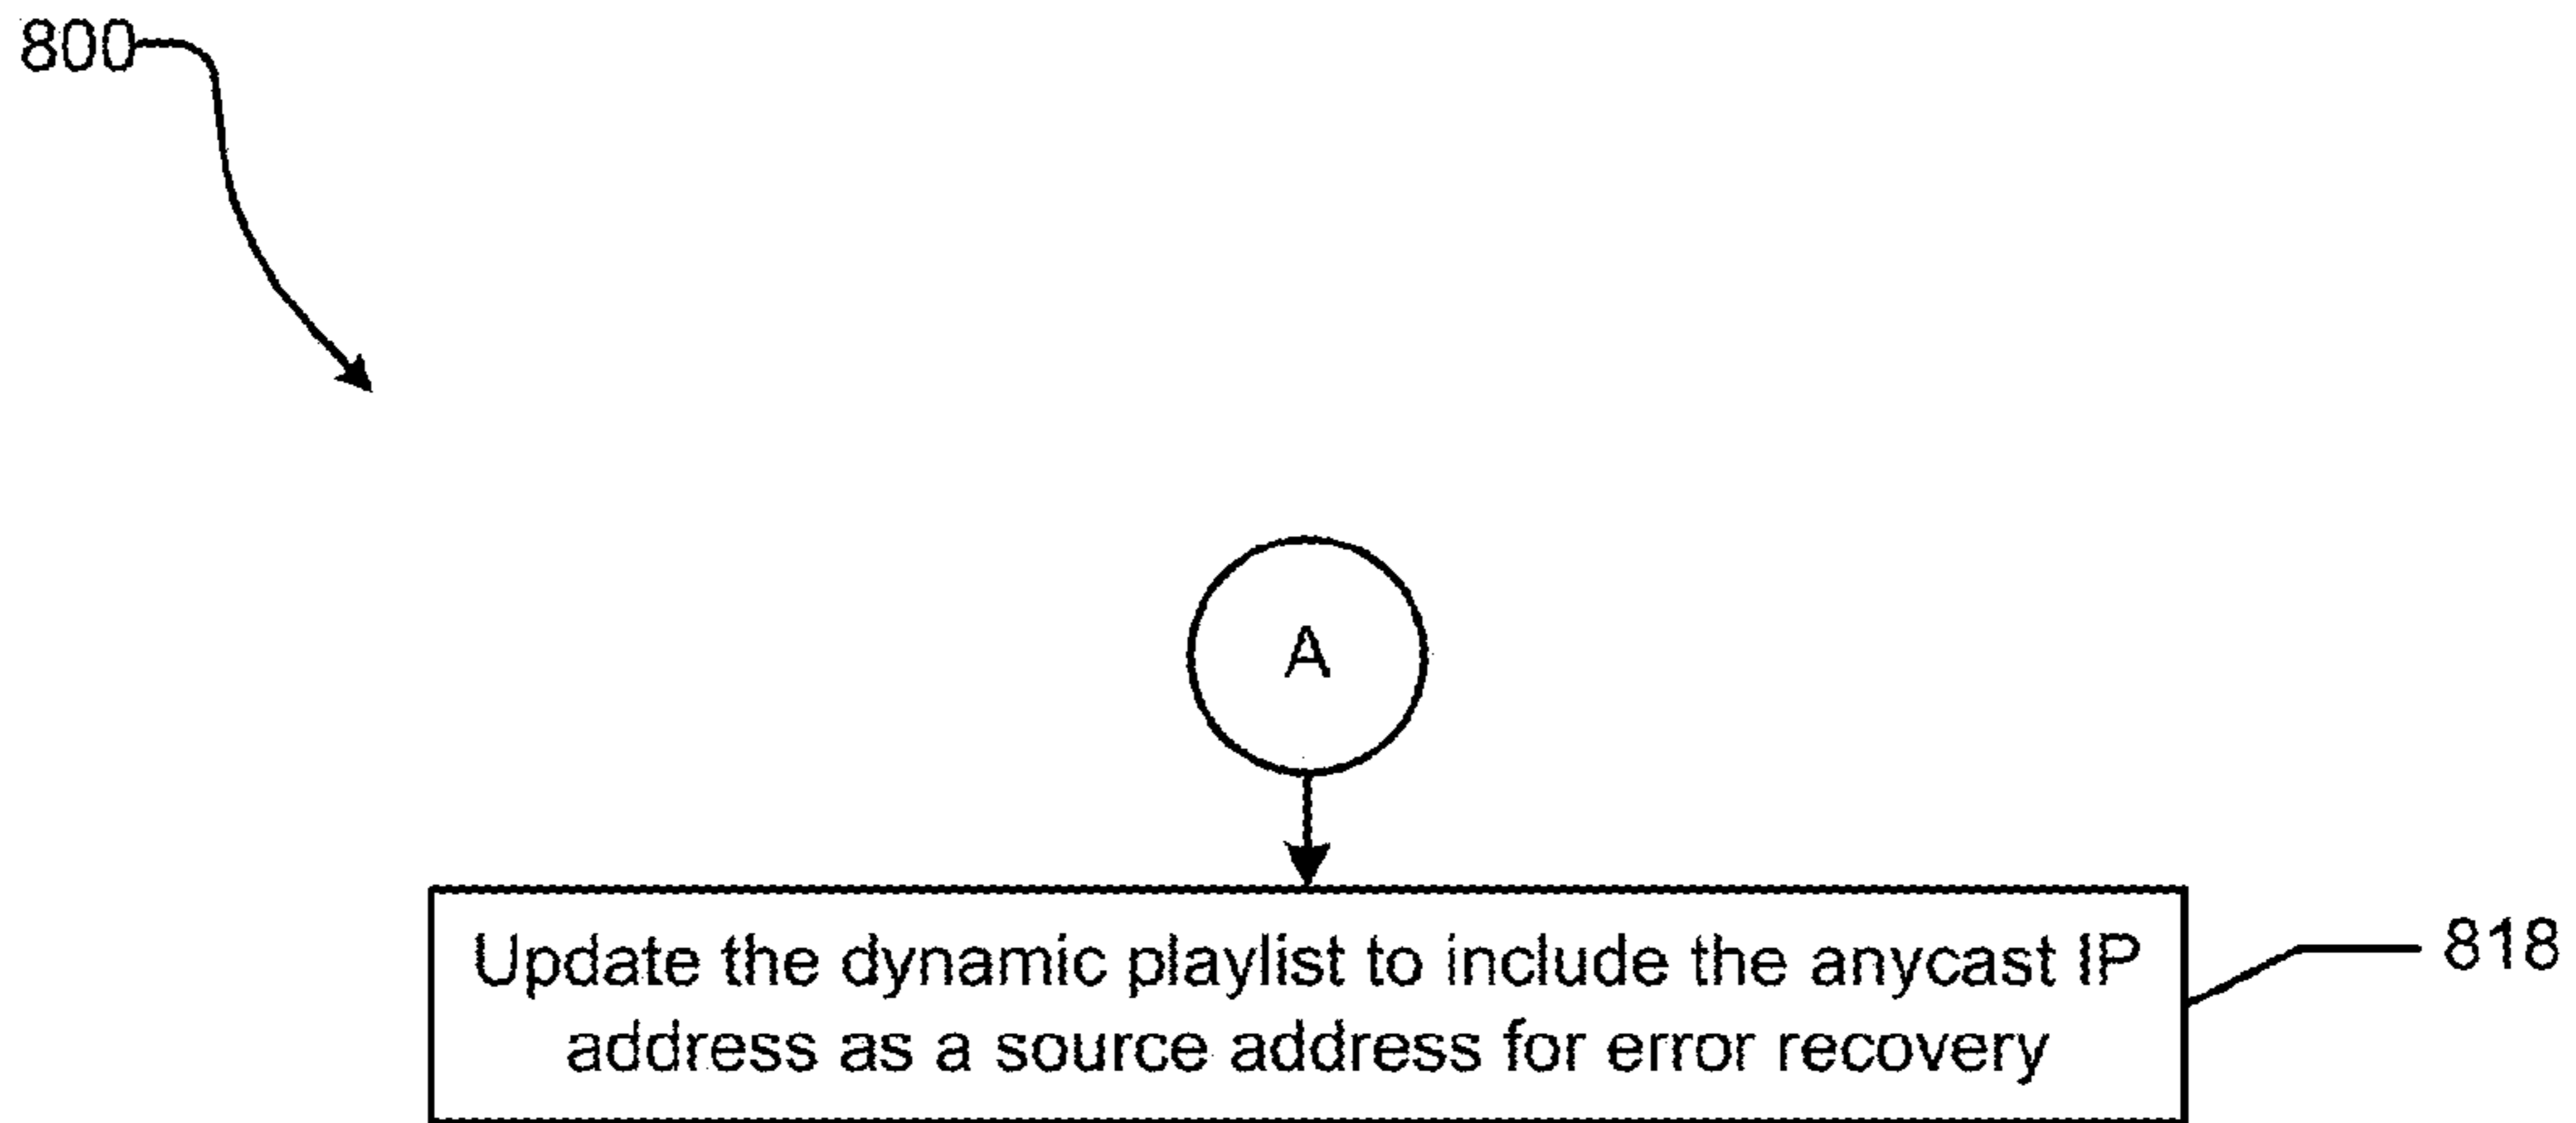 800
A
Update the dynamic playlist to include the anycast IP
address as a source address for error recovery
818